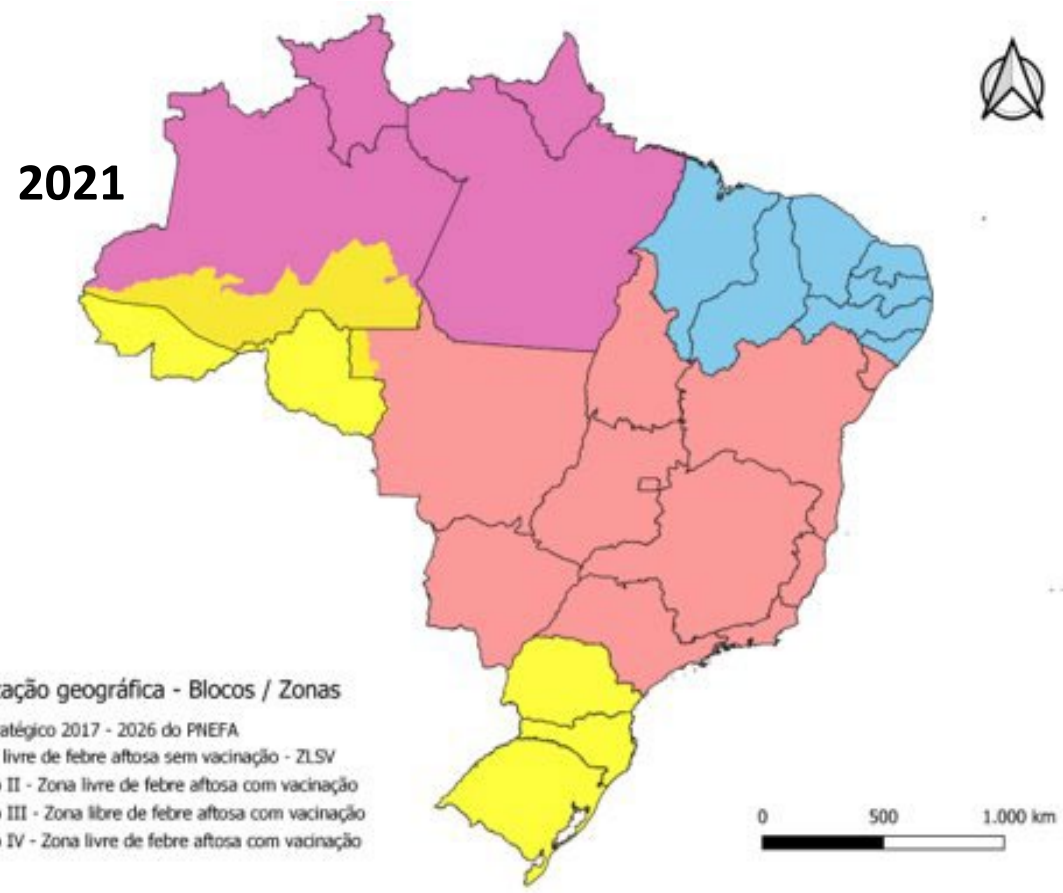 2021
ação geográfica - Blocos / Zonas
atégico 2017 - 2026 do PNEFA
livre de febre aftosa sem vacinação - ZLSV
II - Zona livre de febre aftosa com vacinação
III - Zona libre de febre aftosa com vacinação
IV - Zona livre de febre aftosa com vacinação
0 500 1.000 km